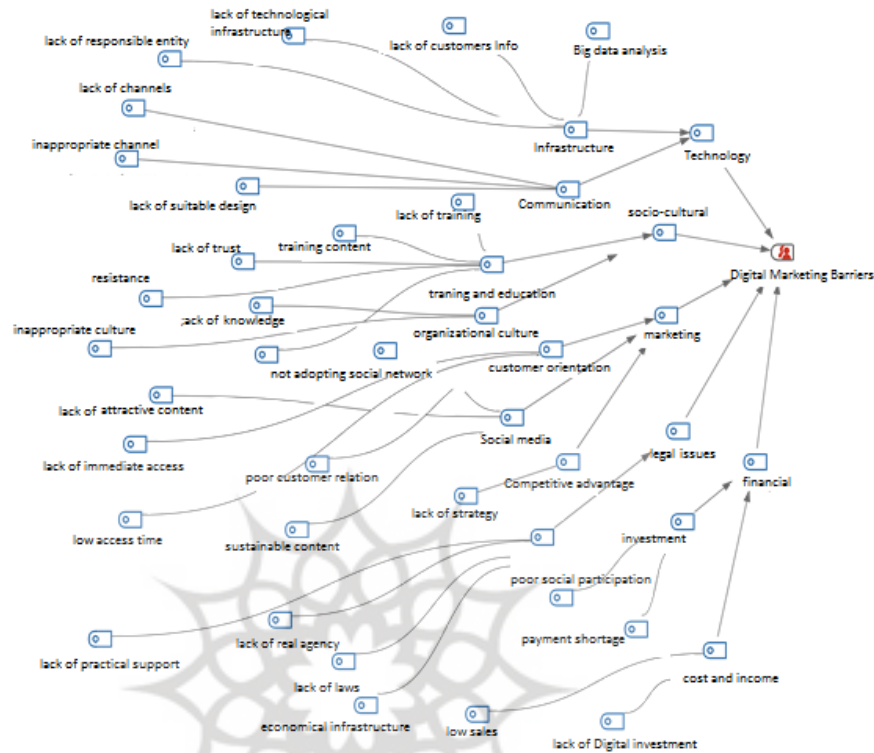 lack of technological
infrastructure
lack of customers Info
Big data analysis
lack of responsible entity
lack of channels
inappropriate channel
Infrastructure
Technology
lack of suitable design
Communication
lack of training
socio-cultural
training content
lack of trust
Digital Marketing Barriers
resistance
traning and education
;ack of knowledge
inappropriate culture
organizational culture
marketing
not adopting social network
customer orientation
lack of attractive content
Social media
lack of immediate access
poor customer relation
legal issues
Competitive advantage
financial
lack of strategy
low access time
sustainable content
investment
poor social participation
payment shortage
lack of real agency
lack of practical support
cost and income
lack of laws
economical infrastructure
low sales
lack of Digital investment